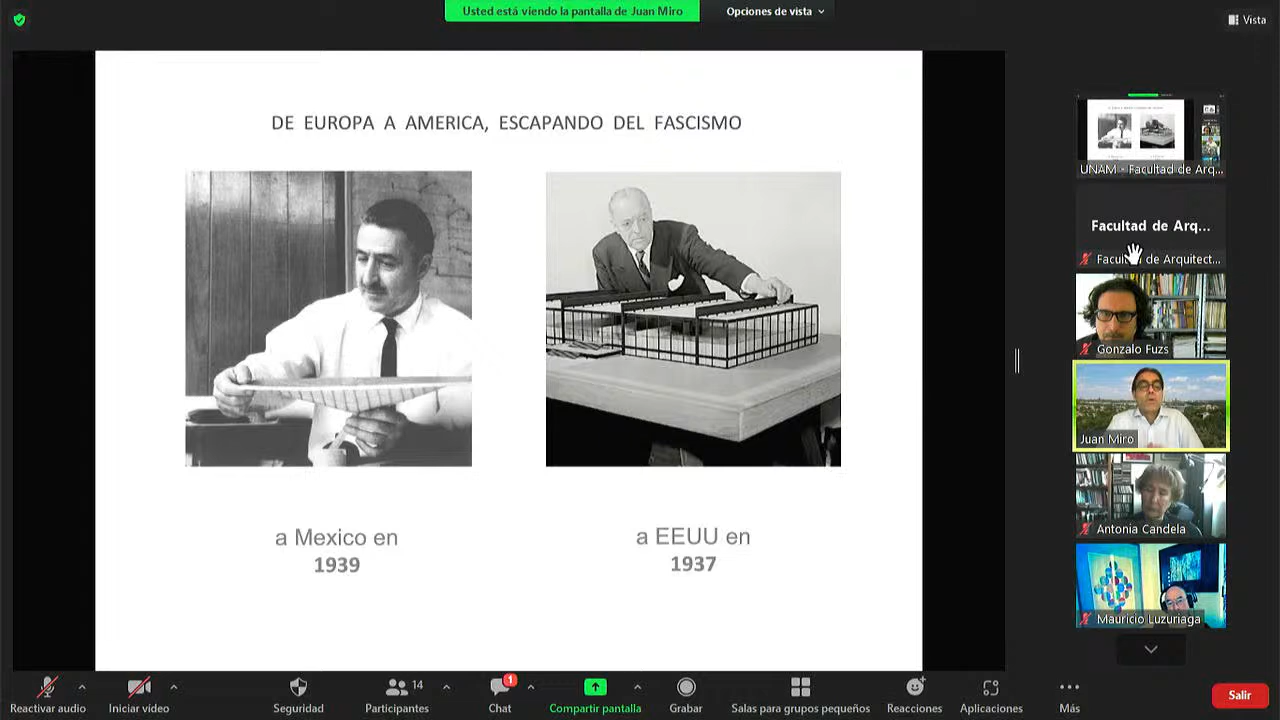 Usted está viendo la pantalla de Juan Miro
Opciones de vista
Vista
DE EUROPA A AMERICA, ESCAPANDO DEL FASCISMO
a Mexico en
1939
a EEUU en
1937
UNAM - Facultad de Arq...
Facultad de Arq...
de Arquitect...
Gonzalo Fuzs
Juan Miro
Antonia Candela
Mauricio Luzuriaga
Reactivar audio
Iniciar vídeo
Seguridad
14
Participantes
1
Chat
Compartir pantalla
Grabar
Salas para grupos pequeños
Reacciones
Aplicaciones
Más
Salir